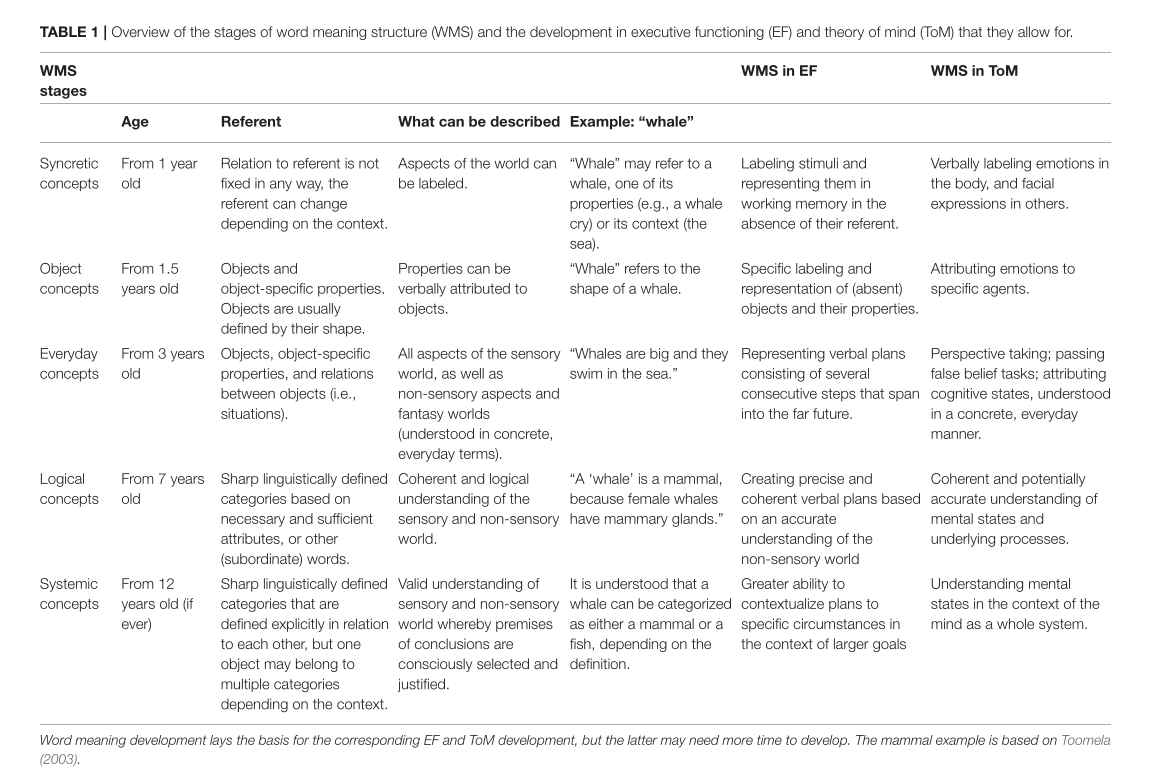 TABLE 1 | Overview of the stages of word meaning structure (WMS) and the development in executive functioning (EF) and theory of mind (ToM) that they allow for.
WMS stages WMS in EF WMS in ToM
Age Referent What can be described Example: “whale”
Syncretic concepts
From 1 year old
Relation to referent is not
fixed in any way, the
referent can change
depending on the context.
Aspects of the world can
be labeled.
“Whale” may refer to a
whale, one of its
properties (e.g., a whale
cry) or its context (the
sea).
Labeling stimuli and
representing them in
working memory in the
absence of their referent.
Verbally labeling emotions in
the body, and facial
expressions in others.
Object
concepts
From 1.5
years old
Objects and
object-specific properties.
Objects are usually
defined by their shape.
Properties can be
verbally attributed to
objects.
“Whale” refers to the
shape of a whale.
Specific labeling and
representation of (absent)
objects and their properties.
Attributing emotions to
specific agents.
Everyday
concepts
From 3 years
old
Objects, object-specific
properties, and relations
between objects (i.e.,
situations).
All aspects of the sensory
world, as well as
non-sensory aspects and
fantasy worlds
(understood in concrete,
everyday terms).
“Whales are big and they
swim in the sea.”
Representing verbal plans
consisting of several
consecutive steps that span
into the far future.
Perspective taking; passing
false belief tasks; attributing
cognitive states, understood
in a concrete, everyday
manner.
Logical
concepts
From 7 years
old
Sharp linguistically defined
categories based on
necessary and sufficient
attributes, or other
(subordinate) words.
Coherent and logical
understanding of the
sensory and non-sensory
world.
“A ‘whale’ is a mammal,
because female whales
have mammary glands.”
Creating precise and
coherent verbal plans based
on an accurate
understanding of the
non-sensory world
Coherent and potentially
accurate understanding of
mental states and
underlying processes.
Systemic
concepts
From 12
years old (if
ever)
Sharp linguistically defined
categories that are
defined explicitly in relation
to each other, but one
object may belong to
multiple categories
depending on the context.
Valid understanding of
sensory and non-sensory
world whereby premises
of conclusions are
consciously selected and
justified.
It is understood that a
whale can be categorized
as either a mammal or a
fish, depending on the
definition.
Greater ability to
contextualize plans to
specific circumstances in
the context of larger goals
Understanding mental
states in the context of the
mind as a whole system.
Word meaning development lays the basis for the corresponding EF and ToM development, but the latter may need more time to develop. The mammal example is based on Toomela
(2003).